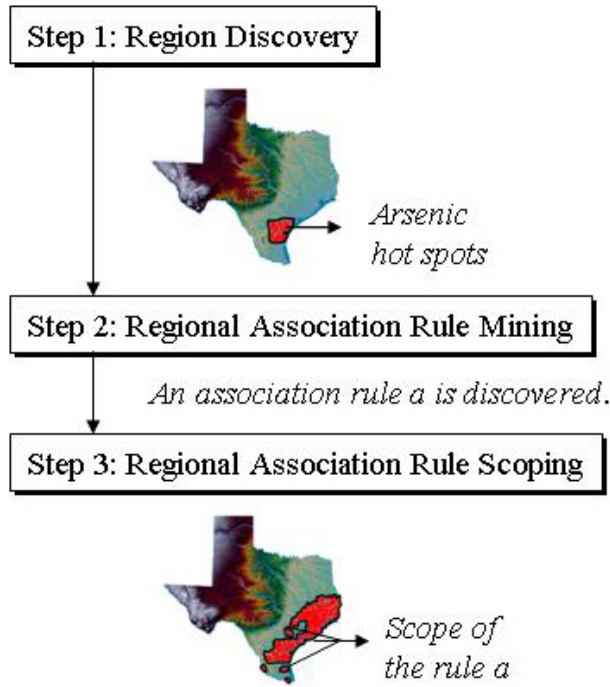 Step 1: Region Discovery
Arsenic
hot spots
Step 2: Regional Association Rule Mining
An association rule a is discovered.
Step 3: Regional Association Rule Scoping
Scope of
the rule a